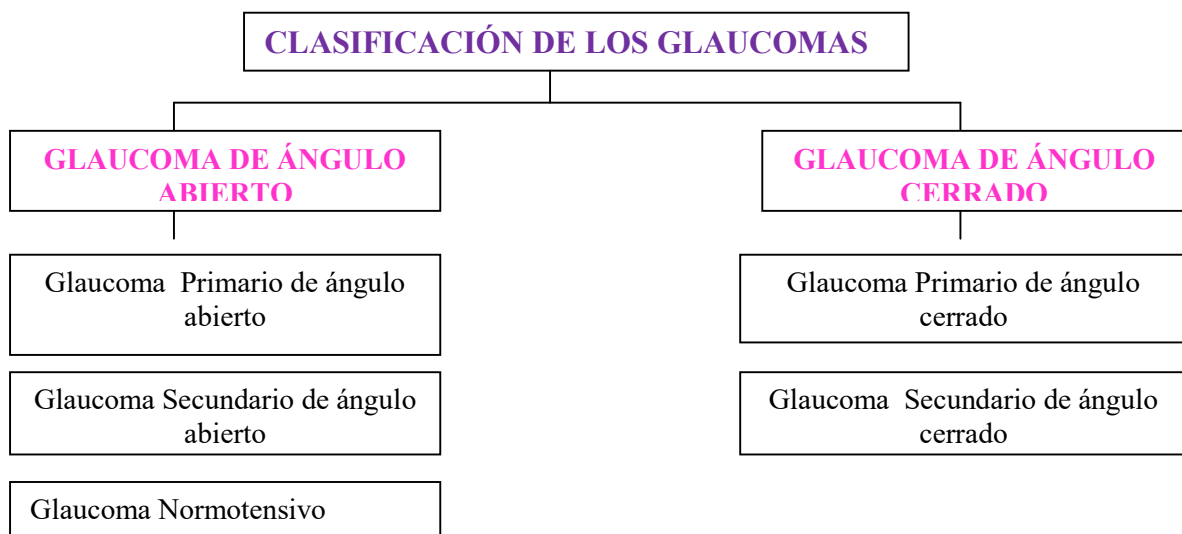 CLASIFICACIÓN DE LOS GLAUCOMAS
GLAUCOMA DE ÁNGULO
ABIERTO
GLAUCOMA DE ÁNGULO
CERRADO
Glaucoma Primario de ángulo
abierto
Glaucoma Primario de ángulo
cerrado
Glaucoma Secundario de ángulo
abierto
Glaucoma Secundario de ángulo
cerrado
Glaucoma Normotensivo